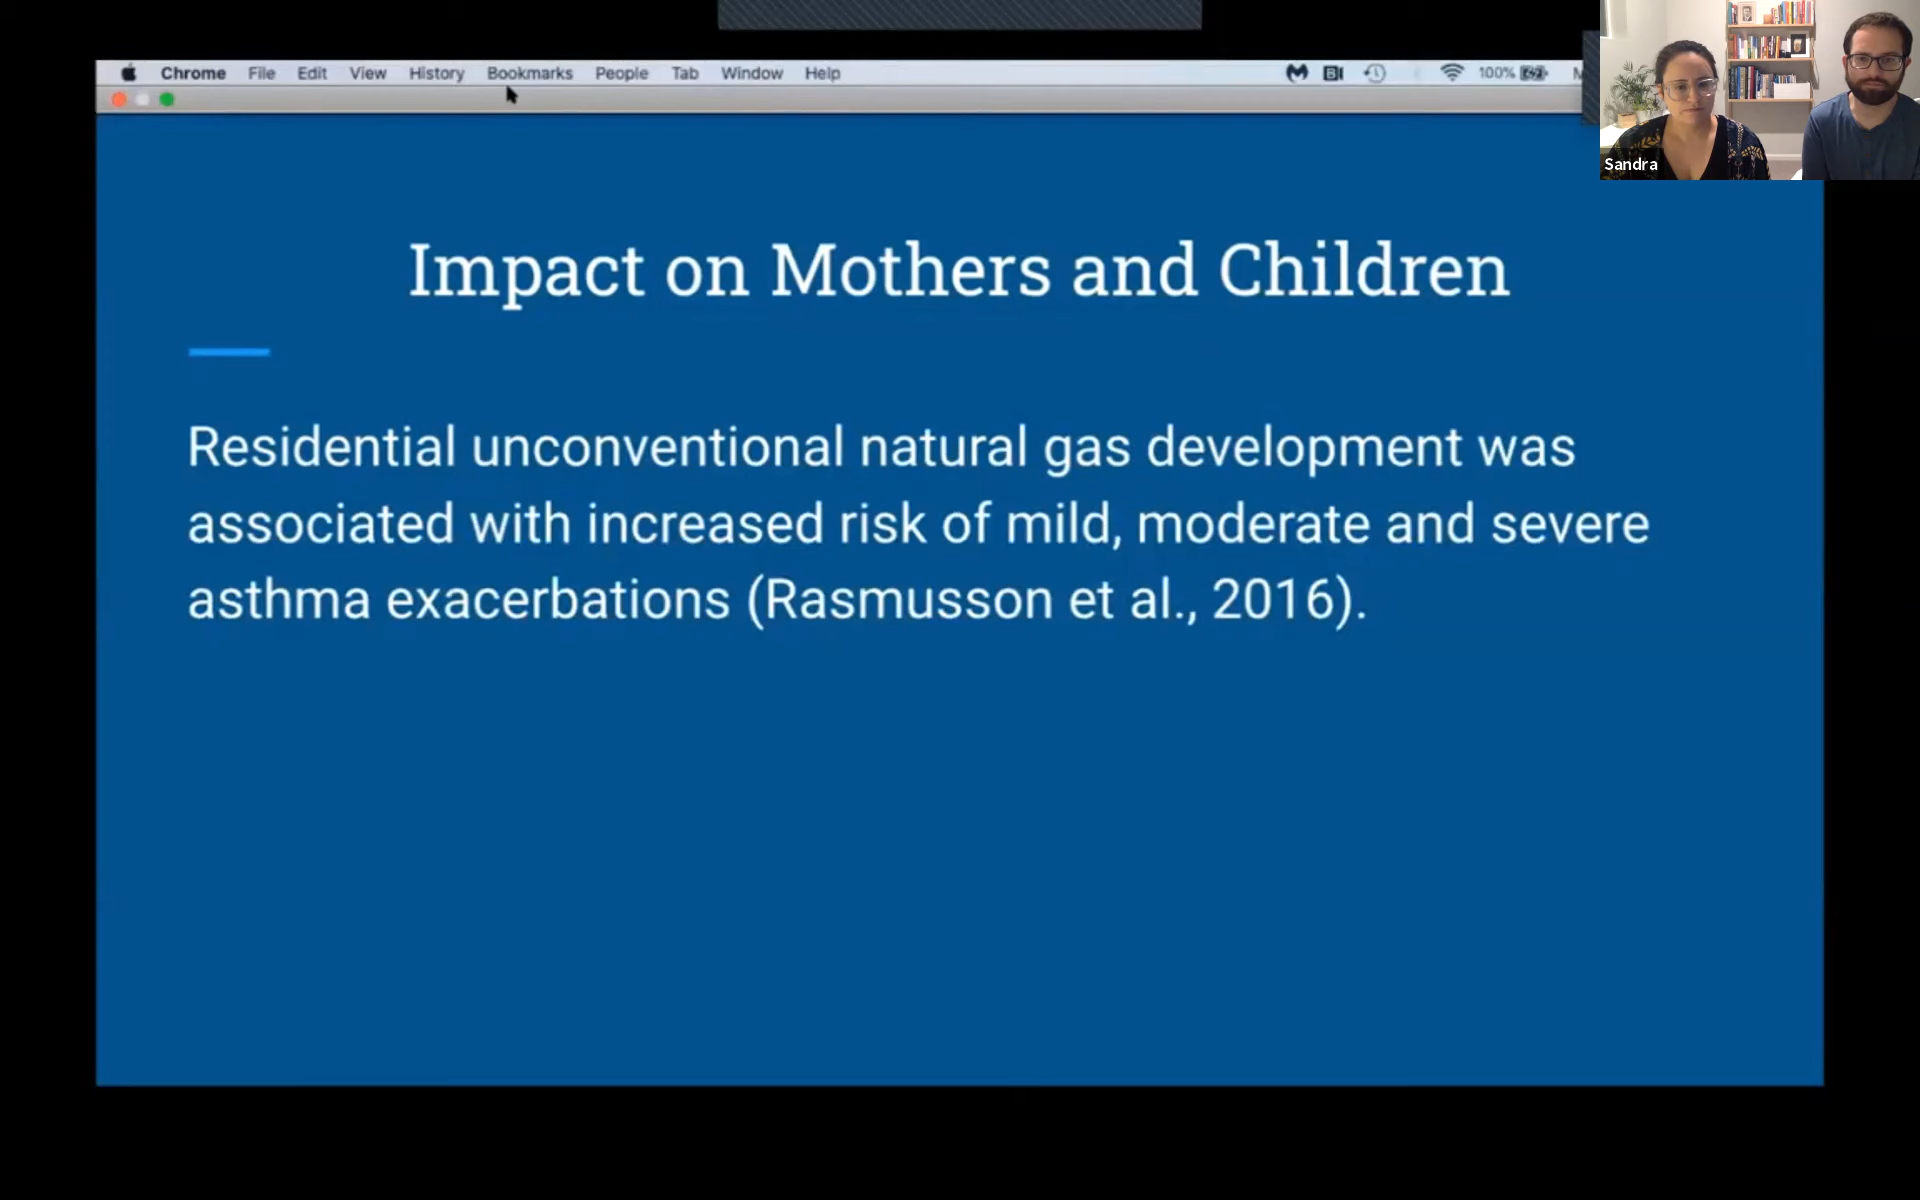 Chrome File Edit View History Bookmarks People Tab Window Help 100%
Sandra
Impact on Mothers and Children
Residential unconventional natural gas development was
associated with increased risk of mild, moderate and severe
asthma exacerbations (Rasmusson et al., 2016).